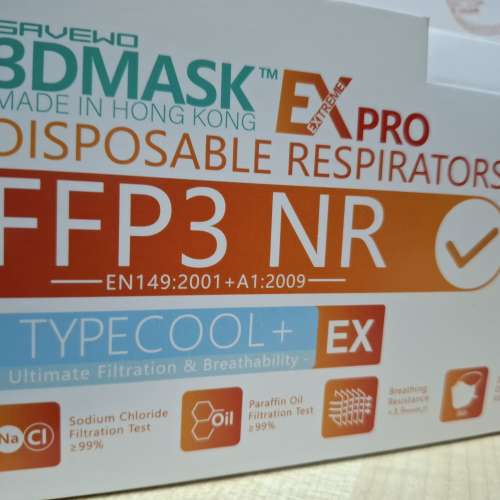 SAVEWO
3DMASK™
MADE IN HONG KONG
EX EXTREME PRO
DISPOSABLE RESPIRATORS
FFP3 NR
EN149:2001+A1:2009
TYPECOOL+ EX
Ultimate Filtration & Breathability
NaCl
Sodium Chloride
Filtration Test
≥99%
Oil
Paraffin Oil
Filtration Test
≥99%
Breathing
Resistance